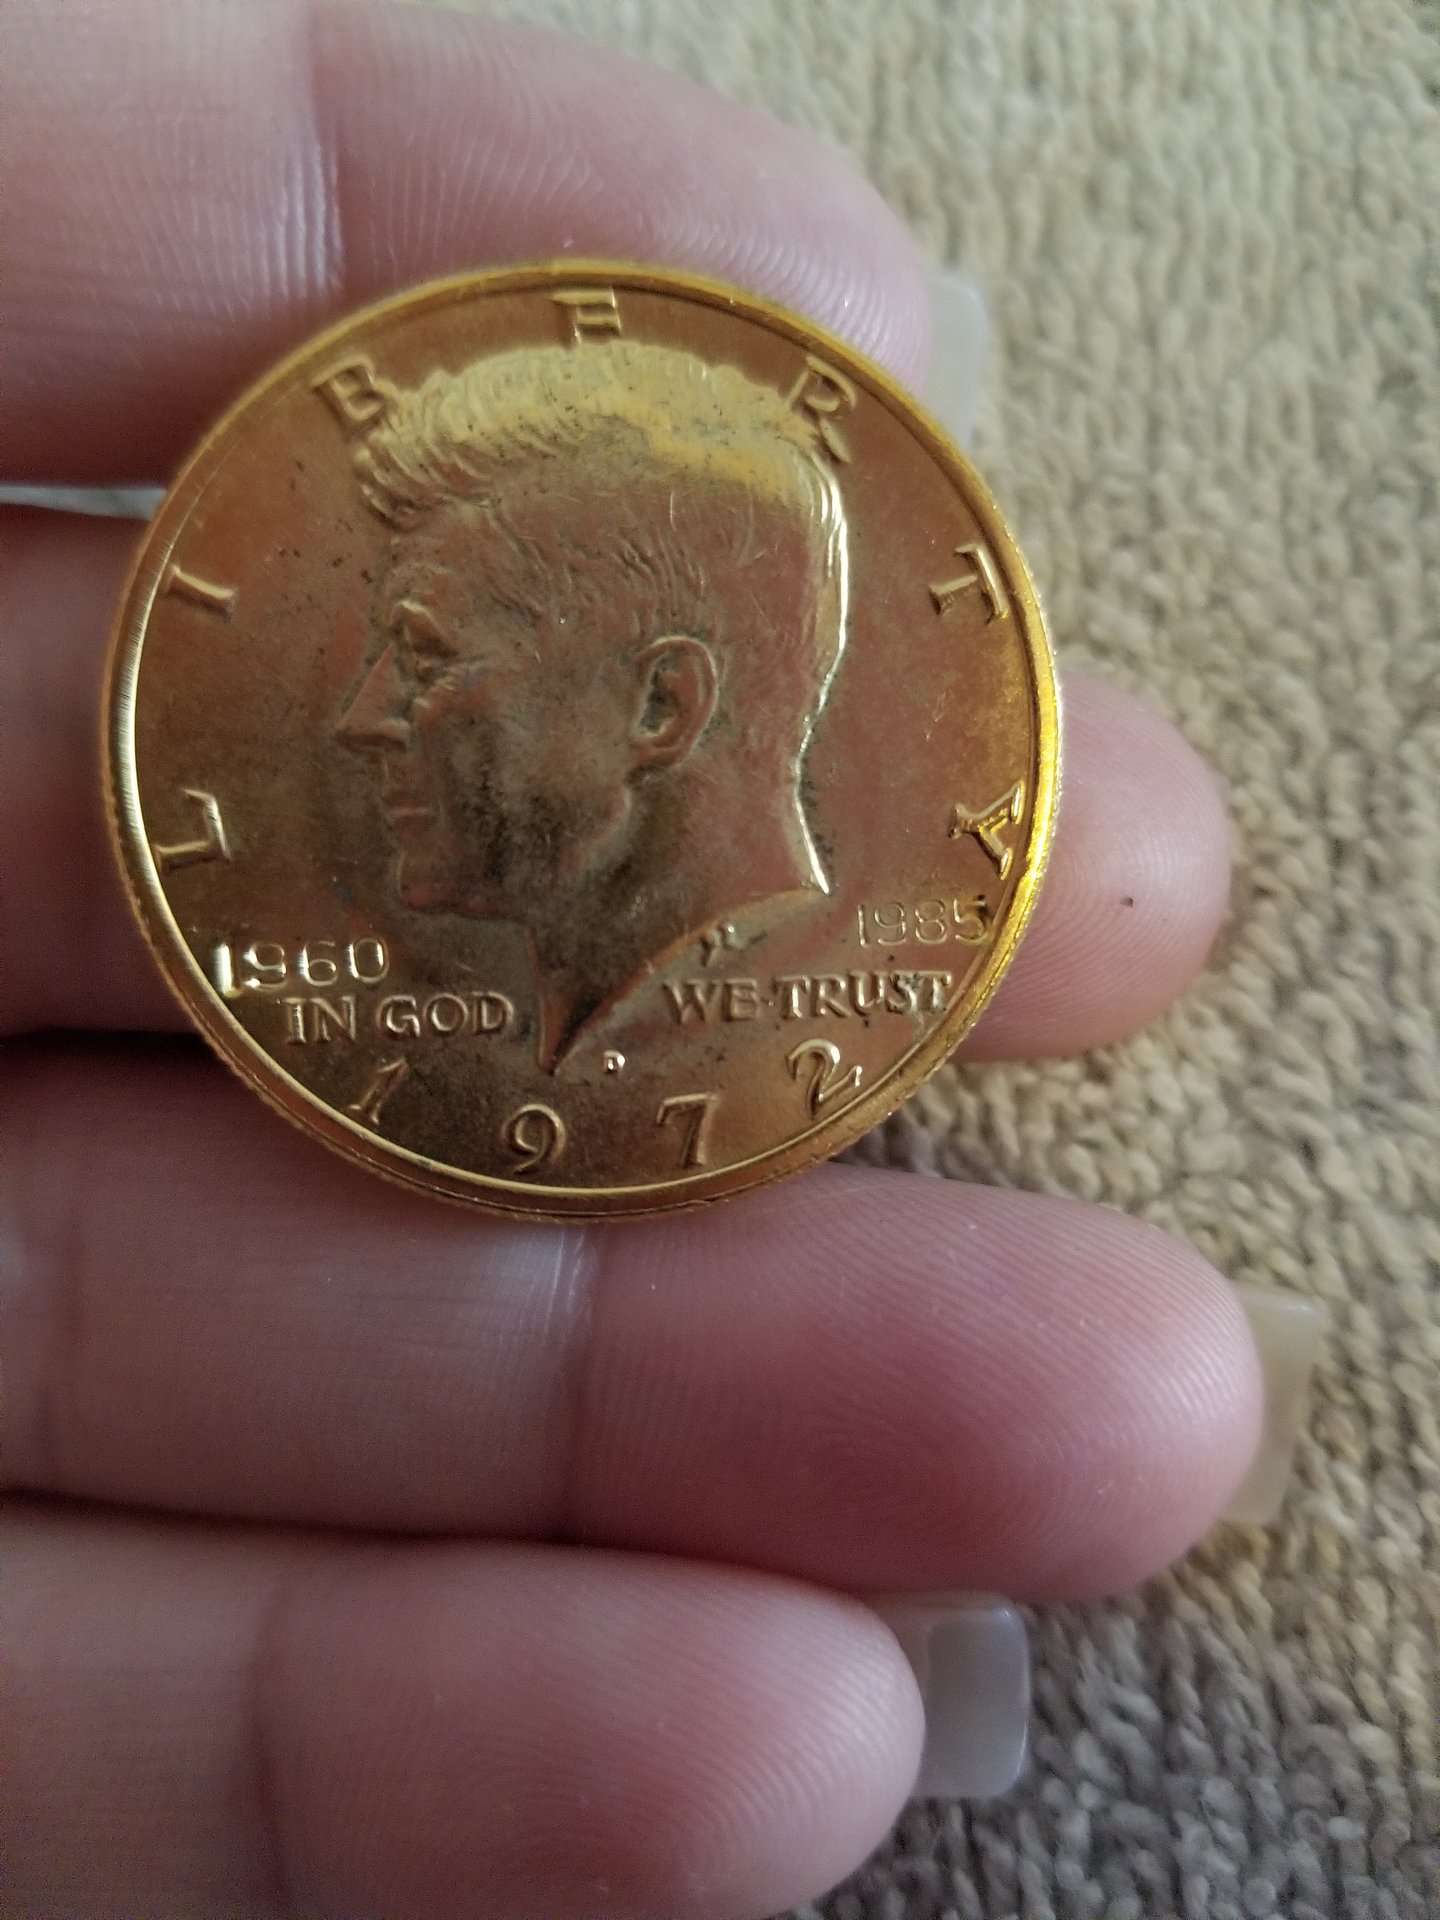 LIBERTY
1960 1985
IN GOD WE TRUST
D
1972